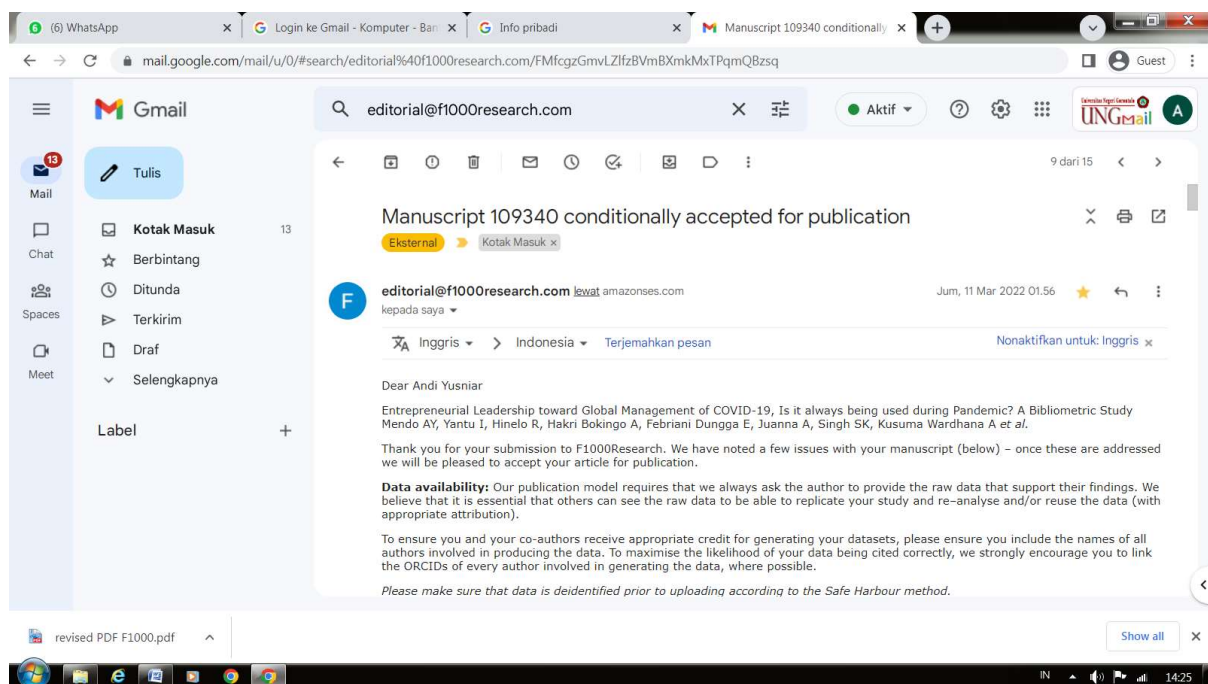 (6) WhatsApp
Login ke Gmail - Komputer - Ban
Info pribadi
Manuscript 109340 conditionally
mail.google.com/mail/u/0/#search/editorial%40f1000research.com/FMfcgzGmvLZlfzBVmBXmkMxTPqmQBzsq
Guest
Gmail
editorial@f1000research.com
Aktif
Universitas Negeri Gorontalo
UNGMail
A
13
Mail
Tulis
9 dari 15
Manuscript 109340 conditionally accepted for publication
Eksternal
Kotak Masuk ×
Chat
Kotak Masuk 13
Berbintang
Spaces
Ditunda
F
editorial@f1000research.com lewat amazonses.com
Jum, 11 Mar 2022 01.56
kepada saya
Terkirim
Inggris > Indonesia Terjemahkan pesan
Nonaktifkan untuk: Inggris ×
Meet
Draf
Selengkapnya
Label +
Dear Andi Yusniar
Entrepreneurial Leadership toward Global Management of COVID-19, Is it always being used during Pandemic? A Bibliometric Study
Mendo AY, Yantu I, Hinelo R, Hakri Bokingo A, Febriani Dungga E, Juanna A, Singh SK, Kusuma Wardhana A et al.
Thank you for your submission to F1000Research. We have noted a few issues with your manuscript (below) – once these are addressed
we will be pleased to accept your article for publication.
Data availability: Our publication model requires that we always ask the author to provide the raw data that support their findings. We
believe that it is essential that others can see the raw data to be able to replicate your study and re–analyse and/or reuse the data (with
appropriate attribution).
To ensure you and your co-authors receive appropriate credit for generating your datasets, please ensure you include the names of all
authors involved in producing the data. To maximise the likelihood of your data being cited correctly, we strongly encourage you to link
the ORCIDs of every author involved in generating the data, where possible.
Please make sure that data is deidentified prior to uploading according to the Safe Harbour method.
revised PDF F1000.pdf
Show all
IN
14:25